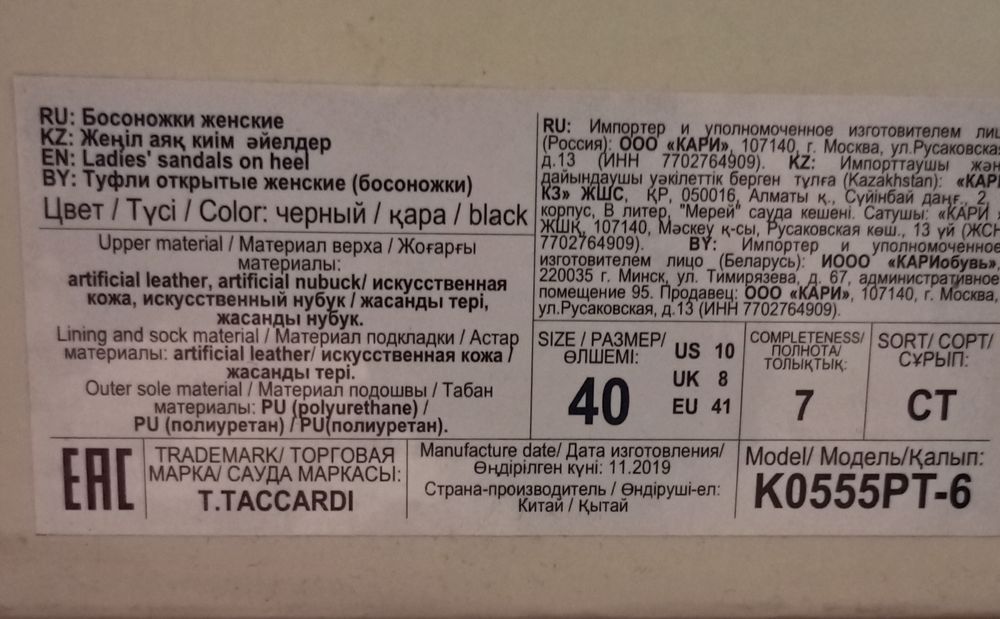 RU: Босоножки женские
KZ: Жеңіл аяқ киім әйелдер
EN: Ladies' sandals on heel
BY: Туфли открытые женские (босоножки)
Цвет / Түсі / Color: черный / қара / black
Upper material / Материал верха / Жоғарғы
материалы:
artificial leather, artificial nubuck/ искусственная
кожа, искусственный нубук / жасанды тері,
жасанды нубук.
Lining and sock material / Материал подкладки / Астар
материалы: artificial leather/ искусственная кожа /
жасанды тері.
Outer sole material / Материал подошвы / Табан
материалы: PU (polyurethane) /
PU (полиуретан) / PU(полиуретан).
RU: Импортер и уполномоченное изготовителем
(Россия): ООО «КАРИ», 107140, г. Москва, ул.Русаковская
д.13 (ИНН 7702764909). KZ: Импорттаушы
дайындаушы уәкілеттік берген тұлға (Kazakhstan): «КАРИ
КЗ» ЖШС, ҚР, 050016, Алматы қ., Сүйінбай даңғ., 2,
корпус, В литер, "Мерей" сауда кешені. Сатушы: «КАРИ
ЖШҚ, 107140, Мәскеу қ-сы, Русаковская көш., 13 үй (ЖСН
7702764909). BY: Импортер и уполномоченное
изготовителем лицо (Беларусь): ИООО «КАРИобувь»,
220035 г. Минск, ул. Тимирязева, д. 67, административное
помещение 95. Продавец: ООО «КАРИ», 107140, г. Москва,
ул.Русаковская, д.13 (ИНН 7702764909).
SIZE / РАЗМЕР/
ӨЛШЕМІ:
40
US 10
UK 8
EU 41
COMPLETENESS/
ПОЛНОТА/
ТОЛЫҚТЫҚ:
7
SORT/ СОРТ/
СҰРЫП:
СТ
EAC
TRADEMARK/ ТОРГОВАЯ
МАРКА/ САУДА МАРКАСЫ:
T.TACCARDI
Manufacture date/ Дата изготовления/
Өндірілген күні: 11.2019
Страна-производитель / Өндіруші-ел:
Китай / Қытай
Model/ Модель/Қалып:
K0555PT-6